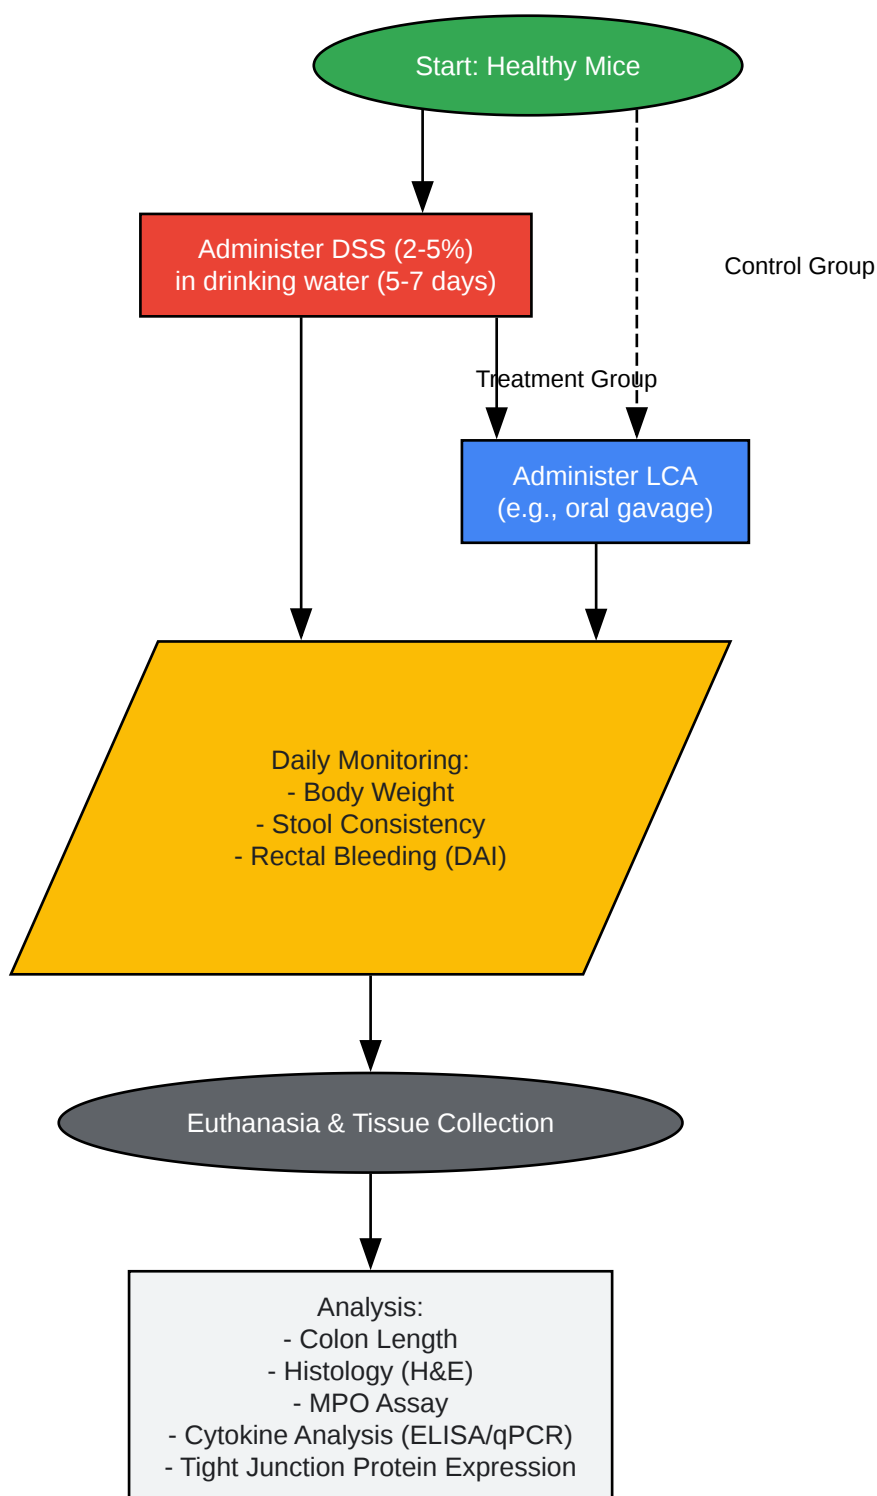 Start: Healthy Mice
Administer DSS (2-5%)
in drinking water (5-7 days)
Control Group
Treatment Group
Administer LCA
(e.g., oral gavage)
Daily Monitoring:
- Body Weight
- Stool Consistency
- Rectal Bleeding (DAI)
Euthanasia & Tissue Collection
Analysis:
- Colon Length
- Histology (H&E)
- MPO Assay
- Cytokine Analysis (ELISA/qPCR)
- Tight Junction Protein Expression